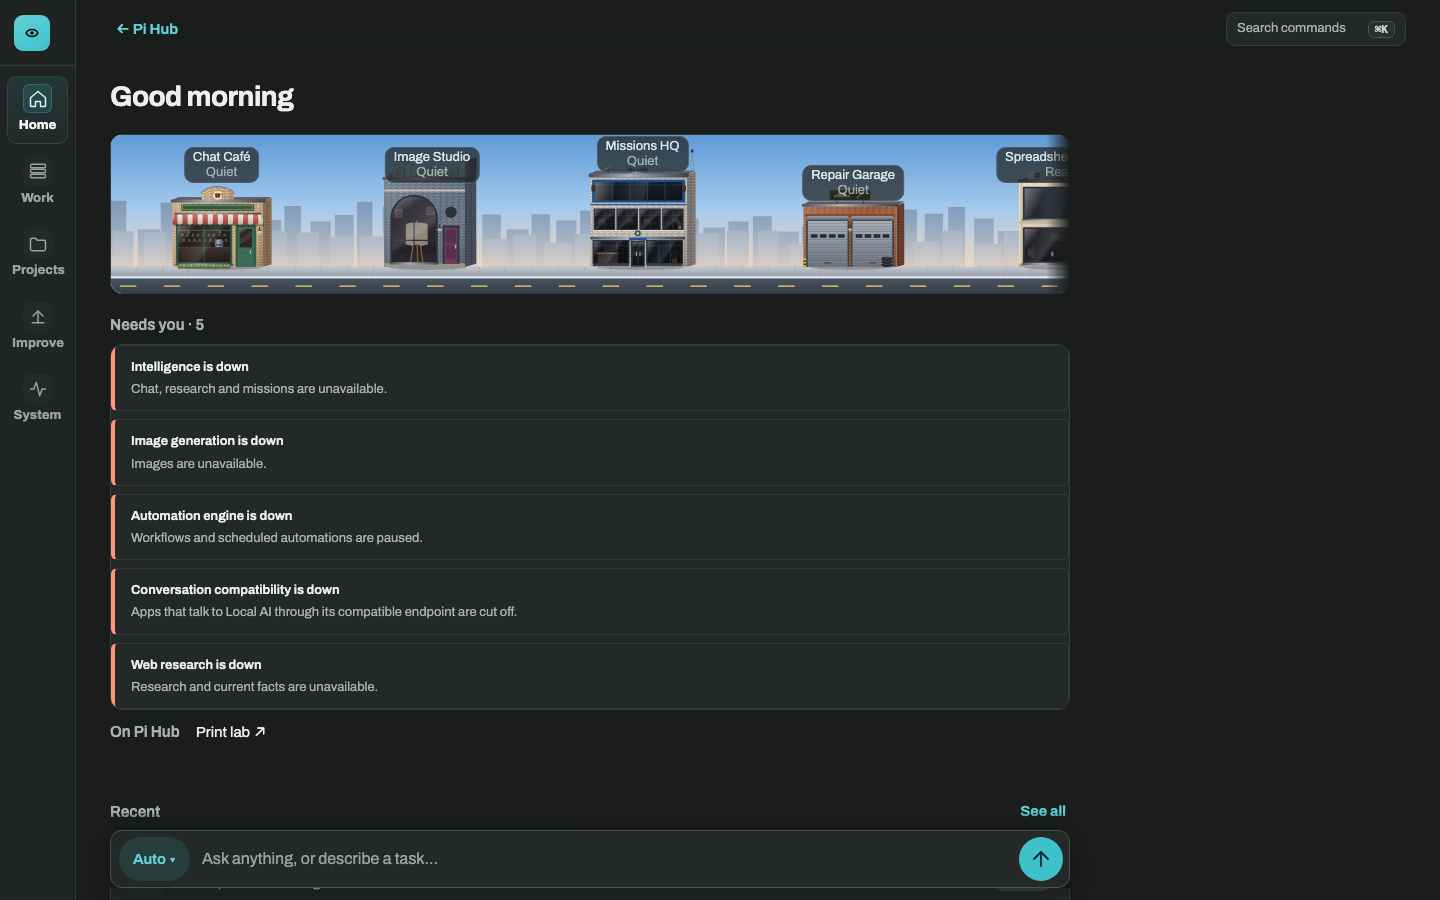 ← Pi Hub
Search commands ⌘K
Home
Work
Projects
Improve
System
Good morning
Chat Café
Quiet
Image Studio
Quiet
Missions HQ
Quiet
Repair Garage
Quiet
Needs you · 5
Intelligence is down
Chat, research and missions are unavailable.
Image generation is down
Images are unavailable.
Automation engine is down
Workflows and scheduled automations are paused.
Conversation compatibility is down
Apps that talk to Local AI through its compatible endpoint are cut off.
Web research is down
Research and current facts are unavailable.
On Pi Hub Print lab ↗
Recent See all
Auto ▾ Ask anything, or describe a task...